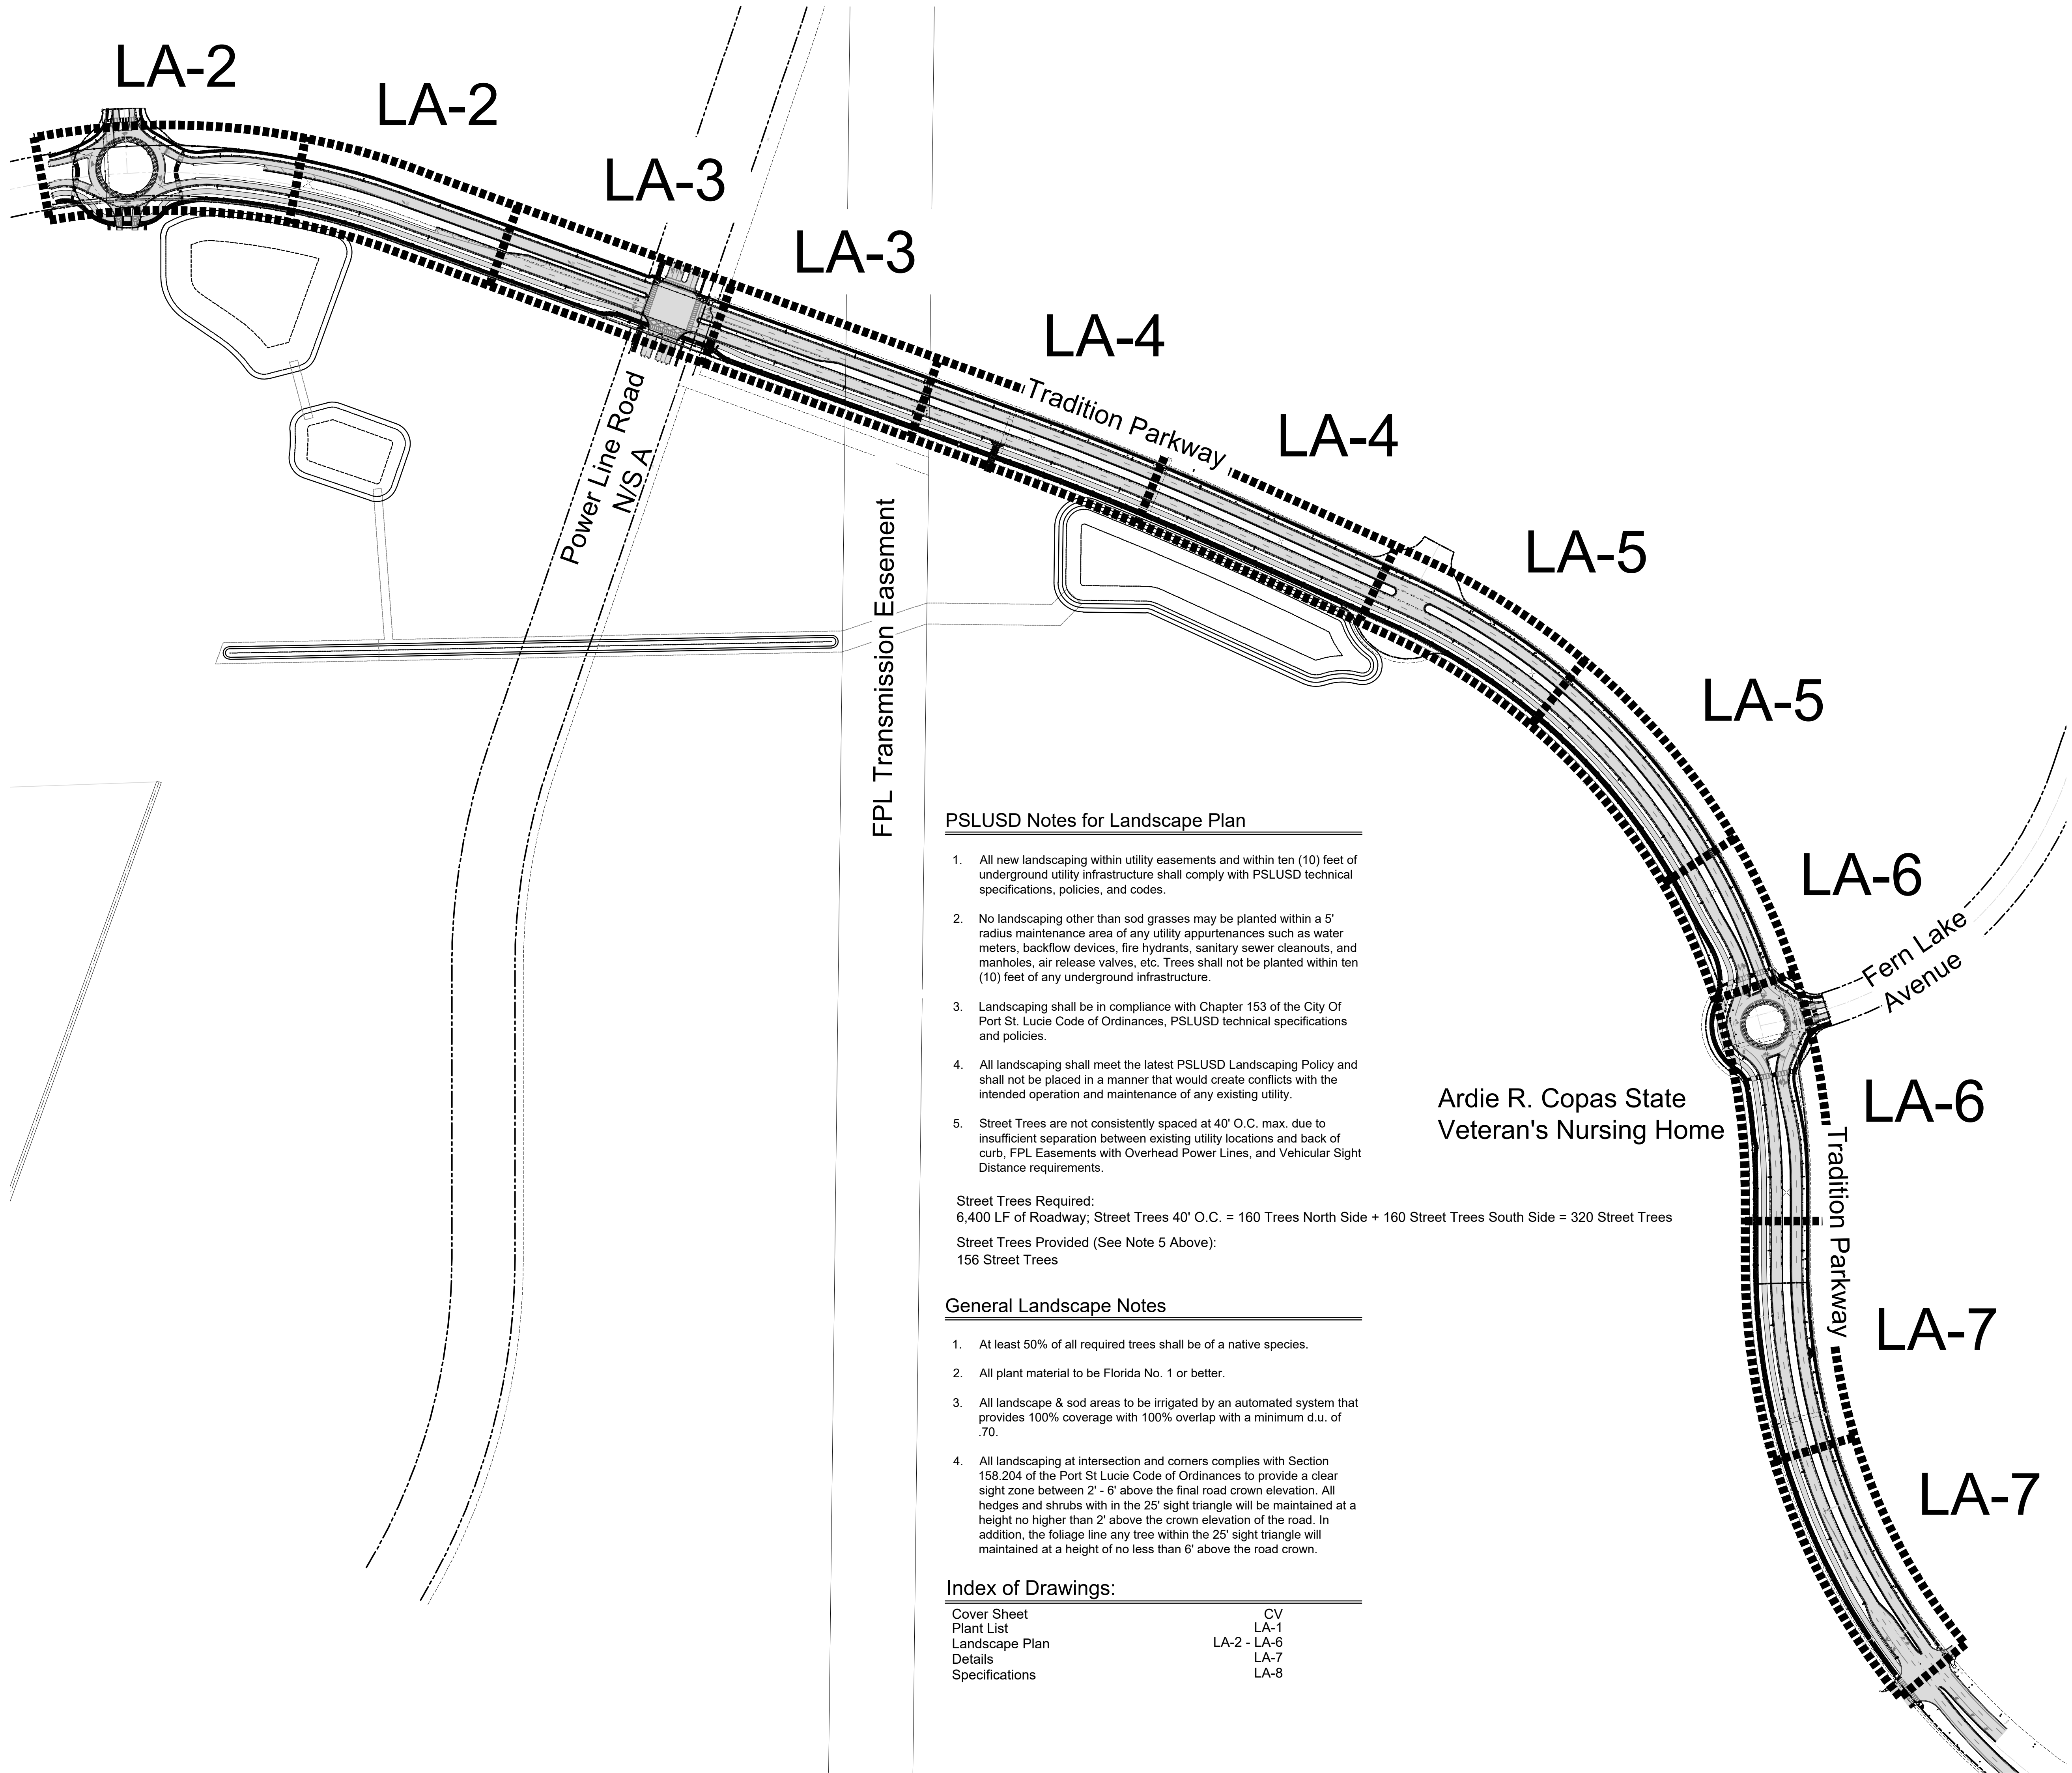 LA-2
LA-2
LA-3
LA-3
LA-4
Tradition Parkway
LA-4
LA-5
LA-5
LA-6
Fern Lake
Avenue
LA-6
Tradition Parkway
LA-7
LA-7
Power Line Road
N/S A
FPL Transmission Easement
Ardie R. Copas State
Veteran's Nursing Home
PSLUSD Notes for Landscape Plan
1. All new landscaping within utility easements and within ten (10) feet of
underground utility infrastructure shall comply with PSLUSD technical
specifications, policies, and codes.
2. No landscaping other than sod grasses may be planted within a 5'
radius maintenance area of any utility appurtenances such as water
meters, backflow devices, fire hydrants, sanitary sewer cleanouts, and
manholes, air release valves, etc. Trees shall not be planted within ten
(10) feet of any underground infrastructure.
3. Landscaping shall be in compliance with Chapter 153 of the City Of
Port St. Lucie Code of Ordinances, PSLUSD technical specifications
and policies.
4. All landscaping shall meet the latest PSLUSD Landscaping Policy and
shall not be placed in a manner that would create conflicts with the
intended operation and maintenance of any existing utility.
5. Street Trees are not consistently spaced at 40' O.C. max. due to
insufficient separation between existing utility locations and back of
curb, FPL Easements with Overhead Power Lines, and Vehicular Sight
Distance requirements.
Street Trees Required:
6,400 LF of Roadway; Street Trees 40' O.C. = 160 Trees North Side + 160 Street Trees South Side = 320 Street Trees
Street Trees Provided (See Note 5 Above):
156 Street Trees
General Landscape Notes
1. At least 50% of all required trees shall be of a native species.
2. All plant material to be Florida No. 1 or better.
3. All landscape & sod areas to be irrigated by an automated system that
provides 100% coverage with 100% overlap with a minimum d.u. of
.70.
4. All landscaping at intersection and corners complies with Section
158.204 of the Port St Lucie Code of Ordinances to provide a clear
sight zone between 2' - 6' above the final road crown elevation. All
hedges and shrubs with in the 25' sight triangle will be maintained at a
height no higher than 2' above the crown elevation of the road. In
addition, the foliage line any tree within the 25' sight triangle will
maintained at a height of no less than 6' above the road crown.
Index of Drawings:
Cover Sheet CV
Plant List LA-1
Landscape Plan LA-2 - LA-6
Details LA-7
Specifications LA-8